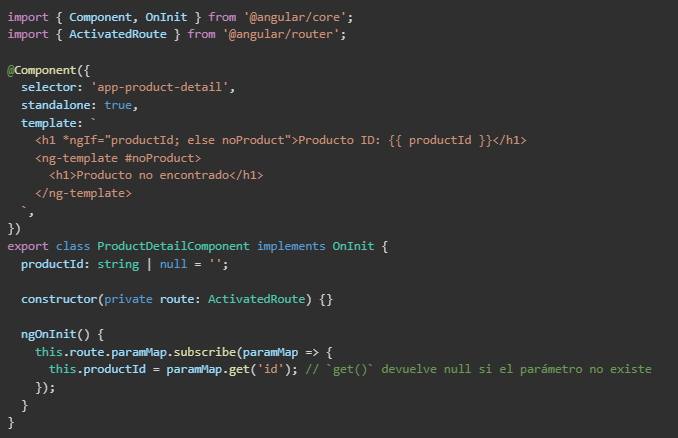 import { Component, OnInit } from '@angular/core';
import { ActivatedRoute } from '@angular/router';

@Component({
  selector: 'app-product-detail',
  standalone: true,
  template: `
    <h1 *ngIf="productId; else noProduct">Producto ID: {{ productId }}</h1>
    <ng-template #noProduct>
      <h1>Producto no encontrado</h1>
    </ng-template>
  `,
})
export class ProductDetailComponent implements OnInit {
  productId: string | null = '';

  constructor(private route: ActivatedRoute) {}

  ngOnInit() {
    this.route.paramMap.subscribe(paramMap => {
      this.productId = paramMap.get('id'); // `get()` devuelve null si el parámetro no existe
    });
  }
}